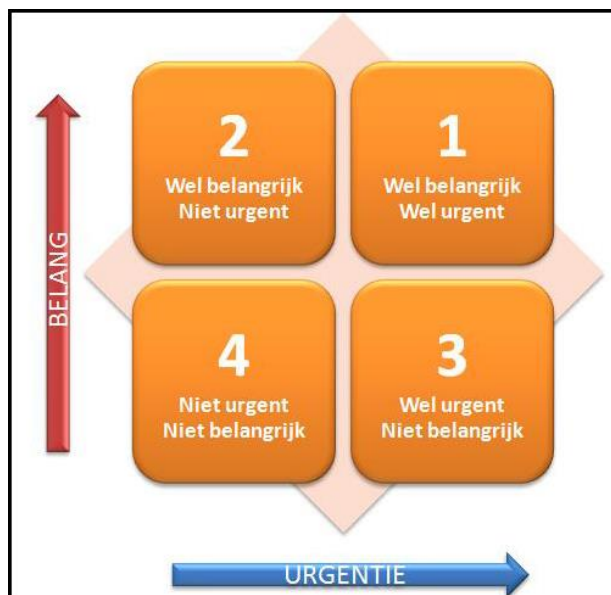 2
Wel belangrijk
Niet urgent
1
Wel belangrijk
Wel urgent
4
Niet urgent
Niet belangrijk
3
Wel urgent
Niet belangrijk
BELANG
URGENTIE